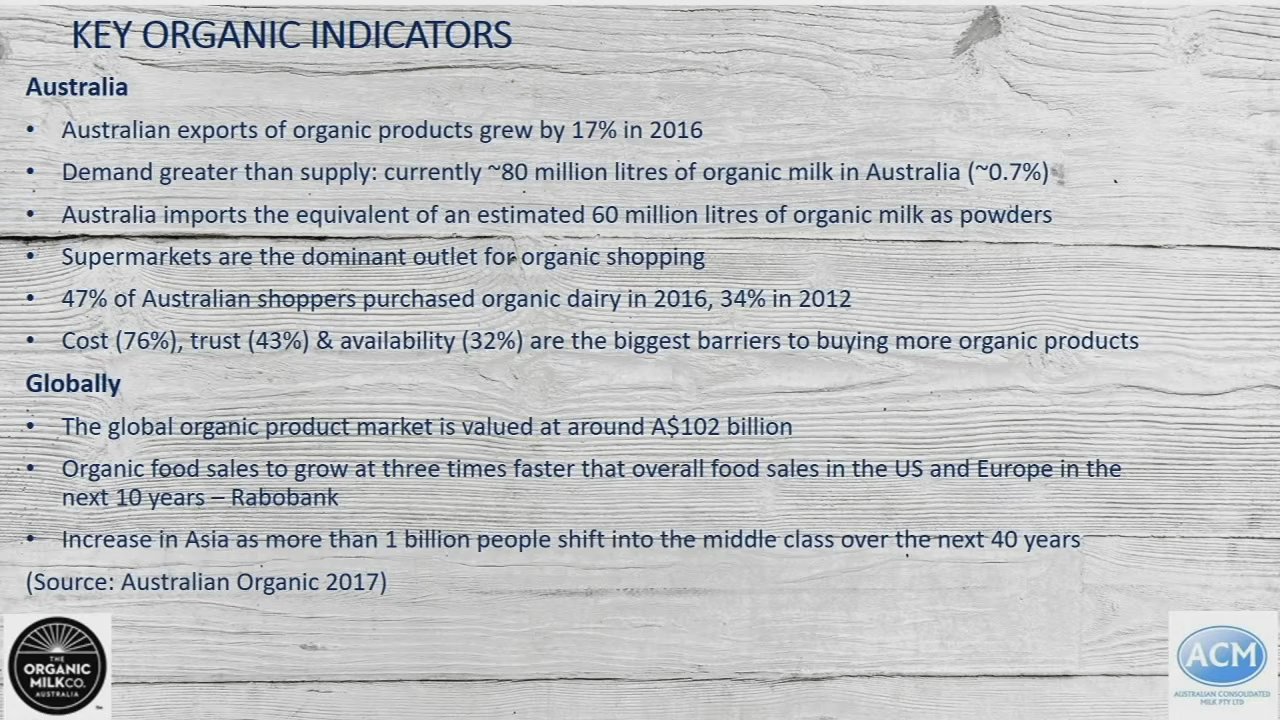 KEY ORGANIC INDICATORS
Australia
• Australian exports of organic products grew by 17% in 2016
• Demand greater than supply: currently ~80 million litres of organic milk in Australia (~0.7%)
• Australia imports the equivalent of an estimated 60 million litres of organic milk as powders
• Supermarkets are the dominant outlet for organic shopping
• 47% of Australian shoppers purchased organic dairy in 2016, 34% in 2012
• Cost (76%), trust (43%) & availability (32%) are the biggest barriers to buying more organic products
Globally
• The global organic product market is valued at around A$102 billion
• Organic food sales to grow at three times faster that overall food sales in the US and Europe in the
next 10 years – Rabobank
• Increase in Asia as more than 1 billion people shift into the middle class over the next 40 years
(Source: Australian Organic 2017)
THE
ORGANIC
MILKCO.
AUSTRALIA
ACM
AUSTRALIAN CONSOLIDATED
MILK PTY LTD